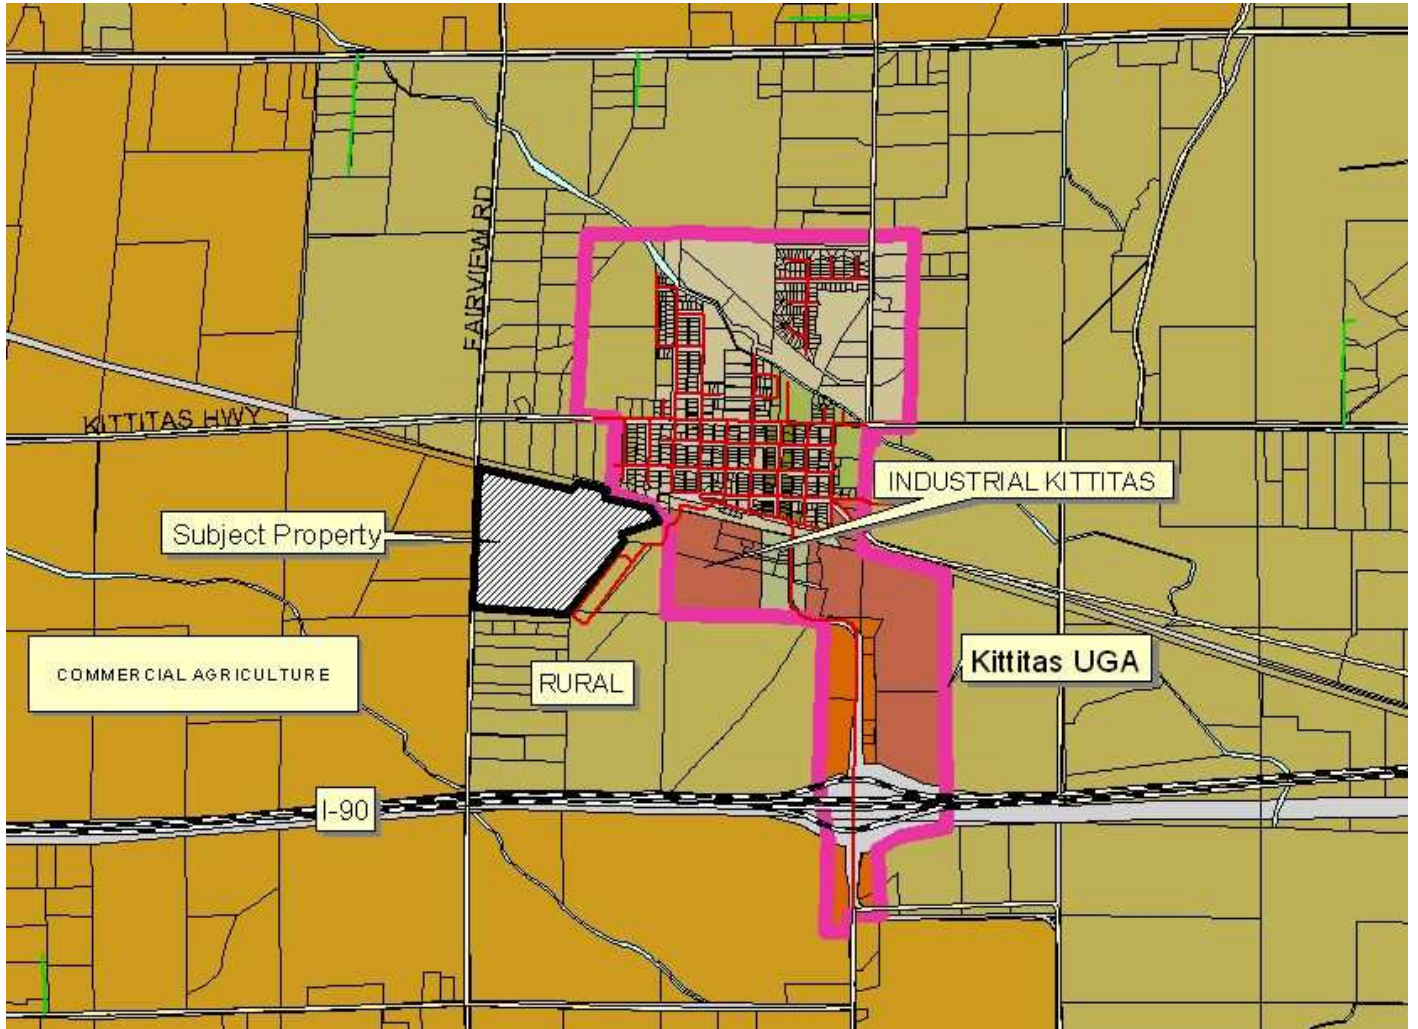 FAIRVIEW RD
KITTITAS HWY
INDUSTRIAL KITTITAS
Subject Property
Kittitas UGA
COMMERCIAL AGRICULTURE
RURAL
I-90